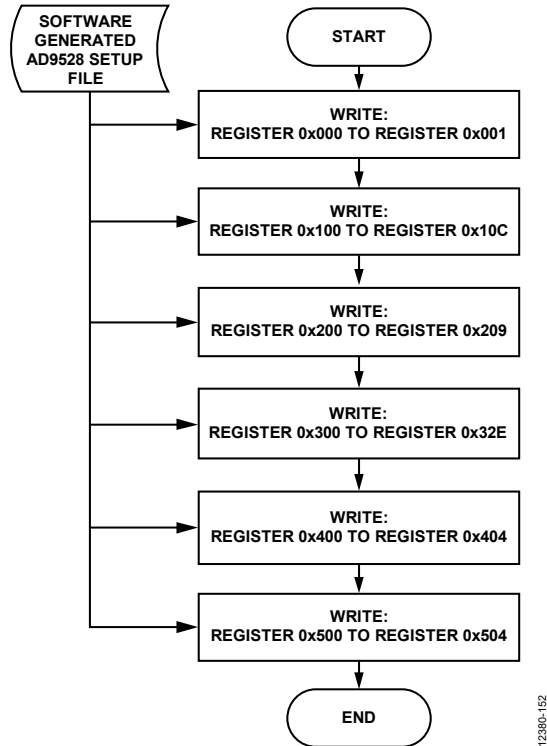 SOFTWARE
GENERATED
AD9528 SETUP
FILE
START
WRITE:
REGISTER 0x000 TO REGISTER 0x001
WRITE:
REGISTER 0x100 TO REGISTER 0x10C
WRITE:
REGISTER 0x200 TO REGISTER 0x209
WRITE:
REGISTER 0x300 TO REGISTER 0x32E
WRITE:
REGISTER 0x400 TO REGISTER 0x404
WRITE:
REGISTER 0x500 TO REGISTER 0x504
END
12380-152